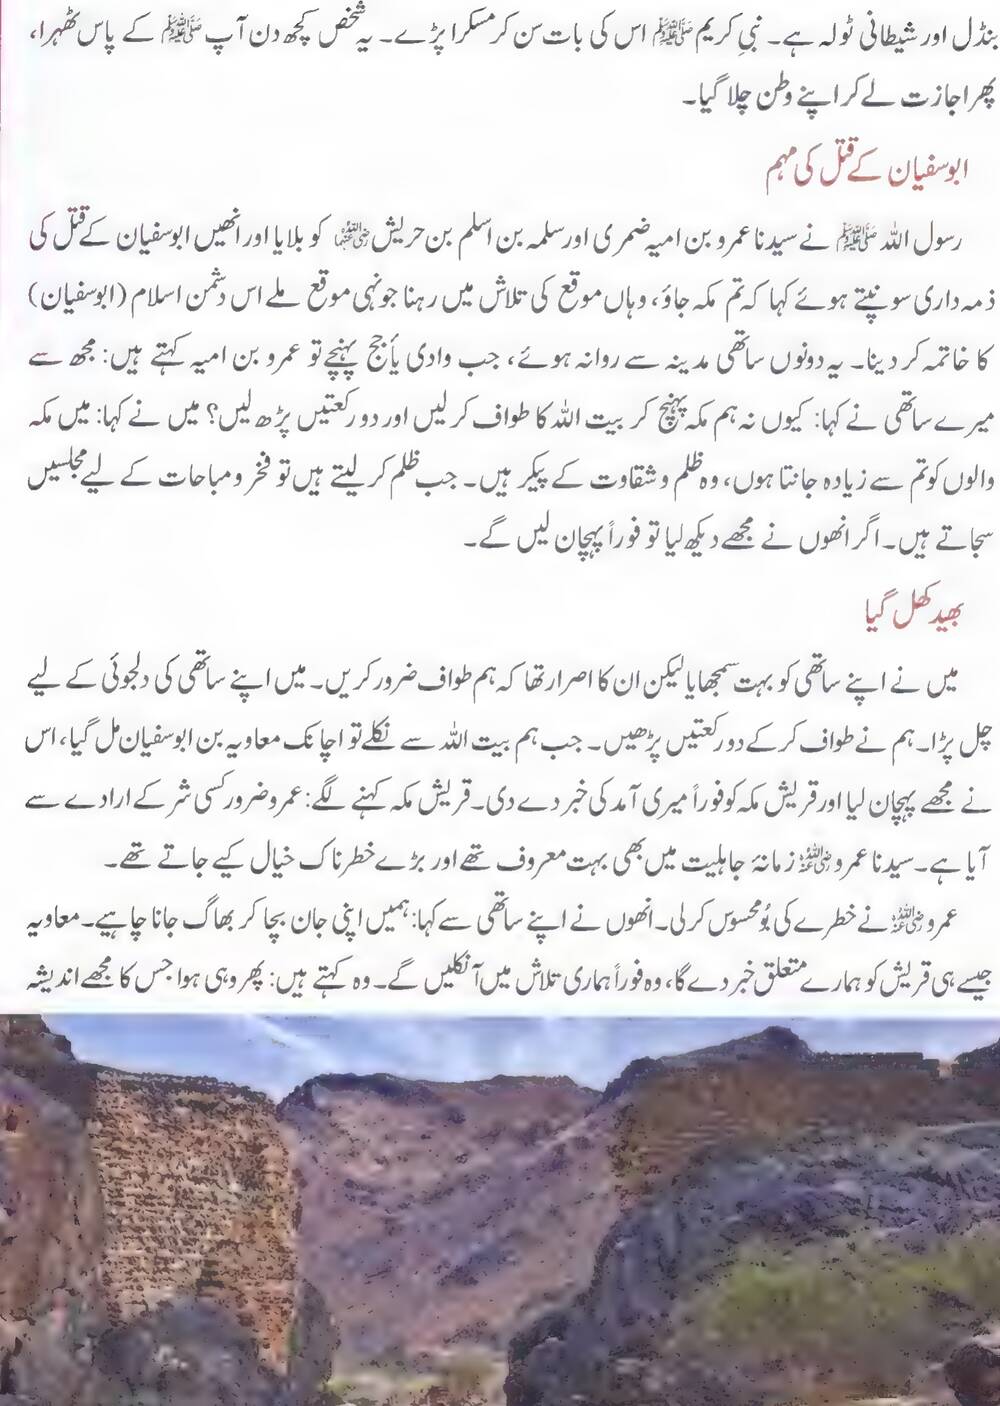 بنڈل اور شیطانی ٹولہ ہے۔ نبیِ کریم ﷺ اس کی بات سن کر مسکرا پڑے۔ یہ شخص کچھ دن آپ ﷺ کے پاس ٹھہرا،
پھر اجازت لے کر اپنے وطن چلا گیا۔
ابوسفیان کے قتل کی مہم
رسول اللہ ﷺ نے سیدنا عمرو بن امیہ ضمری اور سلمہ بن اسلم بن حریش رضی اللہ عنہما کو بلایا اور انھیں ابوسفیان کے قتل کی
ذمہ داری سونپتے ہوئے کہا کہ تم مکہ جاؤ، وہاں موقع کی تلاش میں رہنا جونہی موقع ملے اس دشمن اسلام (ابوسفیان)
کا خاتمہ کر دینا۔ یہ دونوں ساتھی مدینہ سے روانہ ہوئے، جب وادی یأجج پہنچے تو عمرو بن امیہ کہتے ہیں: مجھ سے
میرے ساتھی نے کہا: کیوں نہ ہم مکہ پہنچ کر بیت اللہ کا طواف کر لیں اور دو رکعتیں پڑھ لیں؟ میں نے کہا: میں مکہ
والوں کو تم سے زیادہ جانتا ہوں، وہ ظلم و شقاوت کے پیکر ہیں۔ جب ظلم کر لیتے ہیں تو فخر و مباحات کے لیے مجلسیں
سجاتے ہیں۔ اگر انھوں نے مجھے دیکھ لیا تو فوراً پہچان لیں گے۔
بھید کھل گیا
میں نے اپنے ساتھی کو بہت سمجھایا لیکن ان کا اصرار تھا کہ ہم طواف ضرور کریں۔ میں اپنے ساتھی کی دلجوئی کے لیے
چل پڑا۔ ہم نے طواف کر کے دو رکعتیں پڑھیں۔ جب ہم بیت اللہ سے نکلے تو اچانک معاویہ بن ابوسفیان مل گیا، اس
نے مجھے پہچان لیا اور قریش مکہ کو فوراً میری آمد کی خبر دے دی۔ قریش مکہ کہنے لگے: عمرو ضرور کسی شر کے ارادے سے
آیا ہے۔ سیدنا عمرو رضی اللہ عنہ زمانۂ جاہلیت میں بھی بہت معروف تھے اور بڑے خطرناک خیال کیے جاتے تھے۔
عمرو رضی اللہ عنہ نے خطرے کی بُو محسوس کر لی۔ انھوں نے اپنے ساتھی سے کہا: ہمیں اپنی جان بچا کر بھاگ جانا چاہیے۔ معاویہ
جیسے ہی قریش کو ہمارے متعلق خبر دے گا، وہ فوراً ہماری تلاش میں آ نکلیں گے۔ وہ کہتے ہیں: پھر وہی ہوا جس کا مجھے اندیشہ